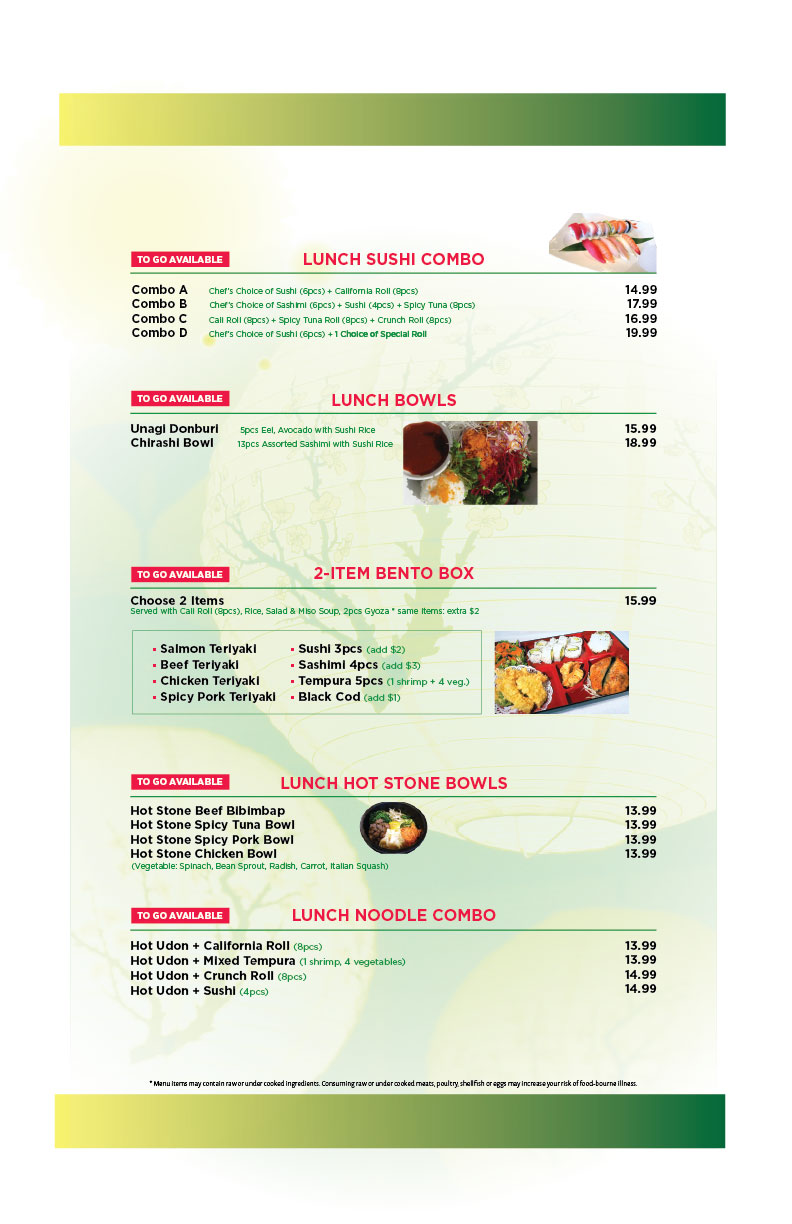 TO GO AVAILABLE LUNCH SUSHI COMBO
Combo A Chef's Choice of Sushi (6pcs) + California Roll (8pcs) 14.99
Combo B Chef's Choice of Sashimi (6pcs) + Sushi (4pcs) + Spicy Tuna (8pcs) 17.99
Combo C Cali Roll (8pcs) + Spicy Tuna Roll (8pcs) + Crunch Roll (8pcs) 16.99
Combo D Chef's Choice of Sushi (6pcs) + 1 Choice of Special Roll 19.99
TO GO AVAILABLE LUNCH BOWLS
Unagi Donburi 5pcs Eel, Avocado with Sushi Rice 15.99
Chirashi Bowl 13pcs Assorted Sashimi with Sushi Rice 18.99
TO GO AVAILABLE 2-ITEM BENTO BOX
Choose 2 Items 15.99
Served with Cali Roll (8pcs), Rice, Salad & Miso Soup, 2pcs Gyoza * same items: extra $2
▪ Salmon Teriyaki ▪ Sushi 3pcs (add $2)
▪ Beef Teriyaki ▪ Sashimi 4pcs (add $3)
▪ Chicken Teriyaki ▪ Tempura 5pcs (1 shrimp + 4 veg.)
▪ Spicy Pork Teriyaki ▪ Black Cod (add $1)
TO GO AVAILABLE LUNCH HOT STONE BOWLS
Hot Stone Beef Bibimbap 13.99
Hot Stone Spicy Tuna Bowl 13.99
Hot Stone Spicy Pork Bowl 13.99
Hot Stone Chicken Bowl 13.99
(Vegetable: Spinach, Bean Sprout, Radish, Carrot, Italian Squash)
TO GO AVAILABLE LUNCH NOODLE COMBO
Hot Udon + California Roll (8pcs) 13.99
Hot Udon + Mixed Tempura (1 shrimp, 4 vegetables) 13.99
Hot Udon + Crunch Roll (8pcs) 14.99
Hot Udon + Sushi (4pcs) 14.99
* Menu items may contain raw or under cooked ingredients. Consuming raw or under cooked meats, poultry, shellfish or eggs may increase your risk of food-bourne illness.